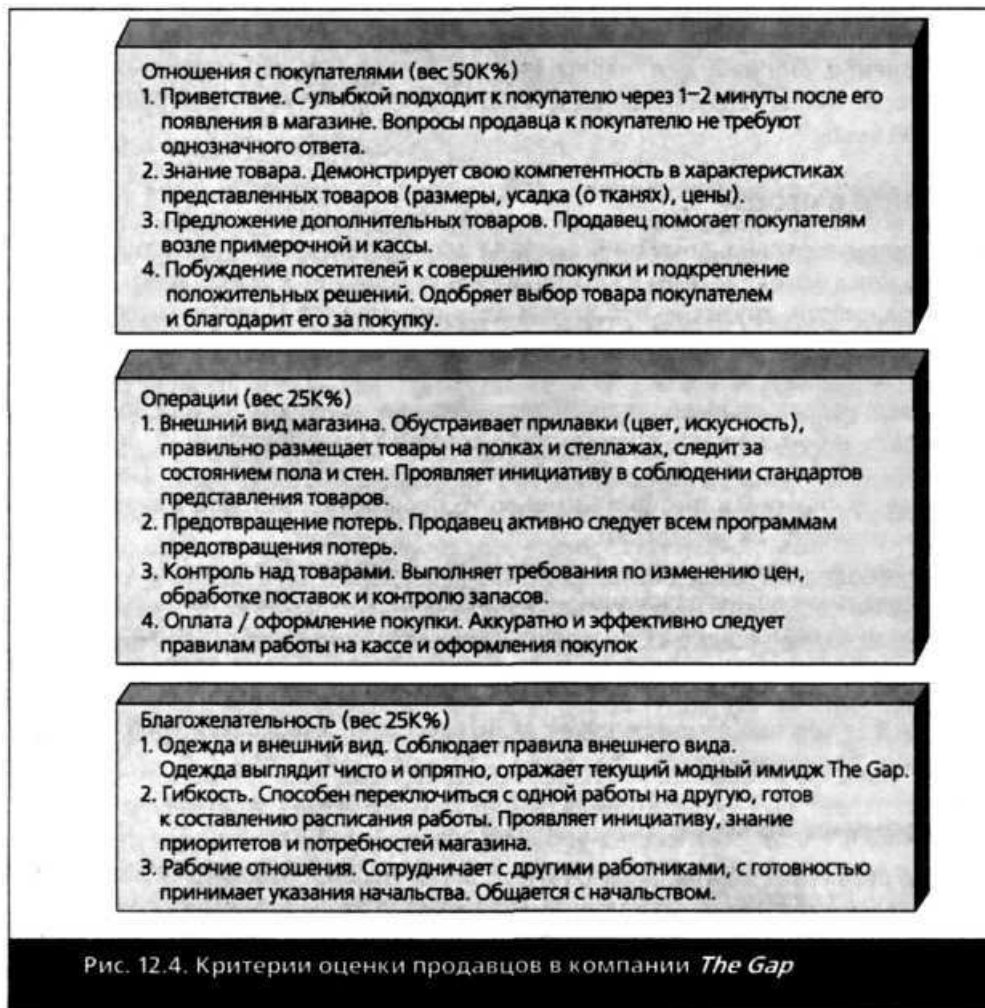 Отношения с покупателями (вес 50К%)
1. Приветствие. С улыбкой подходит к покупателю через 1–2 минуты после его
появления в магазине. Вопросы продавца к покупателю не требуют
однозначного ответа.
2. Знание товара. Демонстрирует свою компетентность в характеристиках
представленных товаров (размеры, усадка (о тканях), цены).
3. Предложение дополнительных товаров. Продавец помогает покупателям
возле примерочной и кассы.
4. Побуждение посетителей к совершению покупки и подкрепление
положительных решений. Одобряет выбор товара покупателем
и благодарит его за покупку.
Операции (вес 25К%)
1. Внешний вид магазина. Обустраивает прилавки (цвет, искусность),
правильно размещает товары на полках и стеллажах, следит за
состоянием пола и стен. Проявляет инициативу в соблюдении стандартов
представления товаров.
2. Предотвращение потерь. Продавец активно следует всем программам
предотвращения потерь.
3. Контроль над товарами. Выполняет требования по изменению цен,
обработке поставок и контролю запасов.
4. Оплата / оформление покупки. Аккуратно и эффективно следует
правилам работы на кассе и оформления покупок
Благожелательность (вес 25К%)
1. Одежда и внешний вид. Соблюдает правила внешнего вида.
Одежда выглядит чисто и опрятно, отражает текущий модный имидж The Gap.
2. Гибкость. Способен переключиться с одной работы на другую, готов
к составлению расписания работы. Проявляет инициативу, знание
приоритетов и потребностей магазина.
3. Рабочие отношения. Сотрудничает с другими работниками, с готовностью
принимает указания начальства. Общается с начальством.
Рис. 12.4. Критерии оценки продавцов в компании The Gap